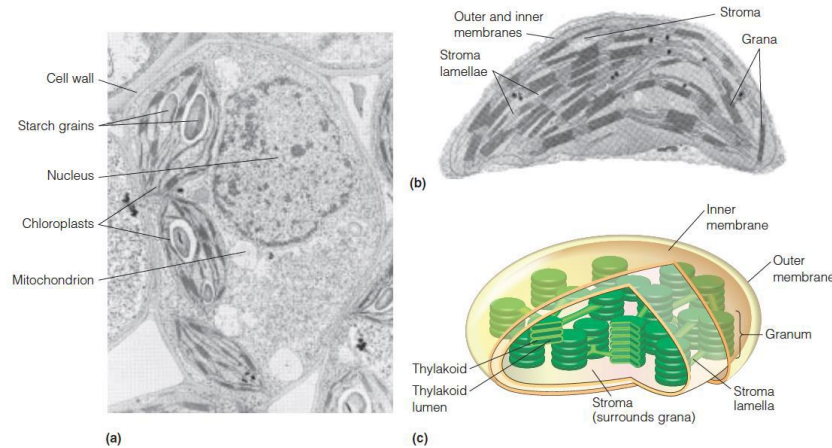 Cell wall
Starch grains
Nucleus
Chloroplasts
Mitochondrion
(a)
Outer and inner
membranes
Stroma
Grana
Stroma
lamellae
(b)
Inner
membrane
Outer
membrane
Granum
Thylakoid
Thylakoid
lumen
Stroma
(surrounds grana)
Stroma
lamella
(c)